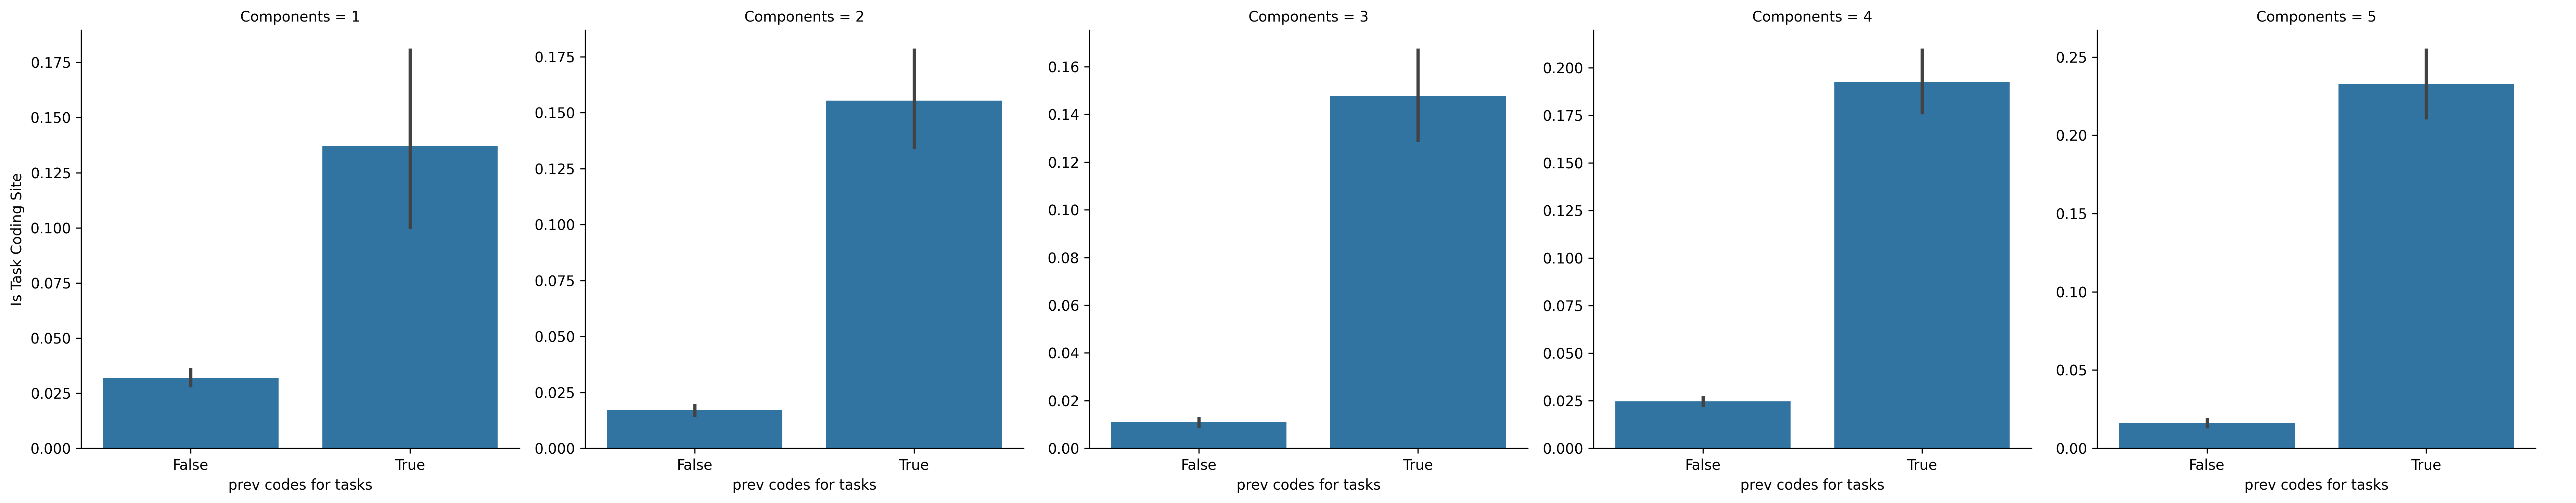 Components = 1
Is Task Coding Site
0.175
0.150
0.125
0.100
0.075
0.050
0.025
0.000
False
True
prev codes for tasks
Components = 2
0.175
0.150
0.125
0.100
0.075
0.050
0.025
0.000
False
True
prev codes for tasks
Components = 3
0.16
0.14
0.12
0.10
0.08
0.06
0.04
0.02
0.00
False
True
prev codes for tasks
Components = 4
0.200
0.175
0.150
0.125
0.100
0.075
0.050
0.025
0.000
False
True
prev codes for tasks
Components = 5
0.25
0.20
0.15
0.10
0.05
0.00
False
True
prev codes for tasks